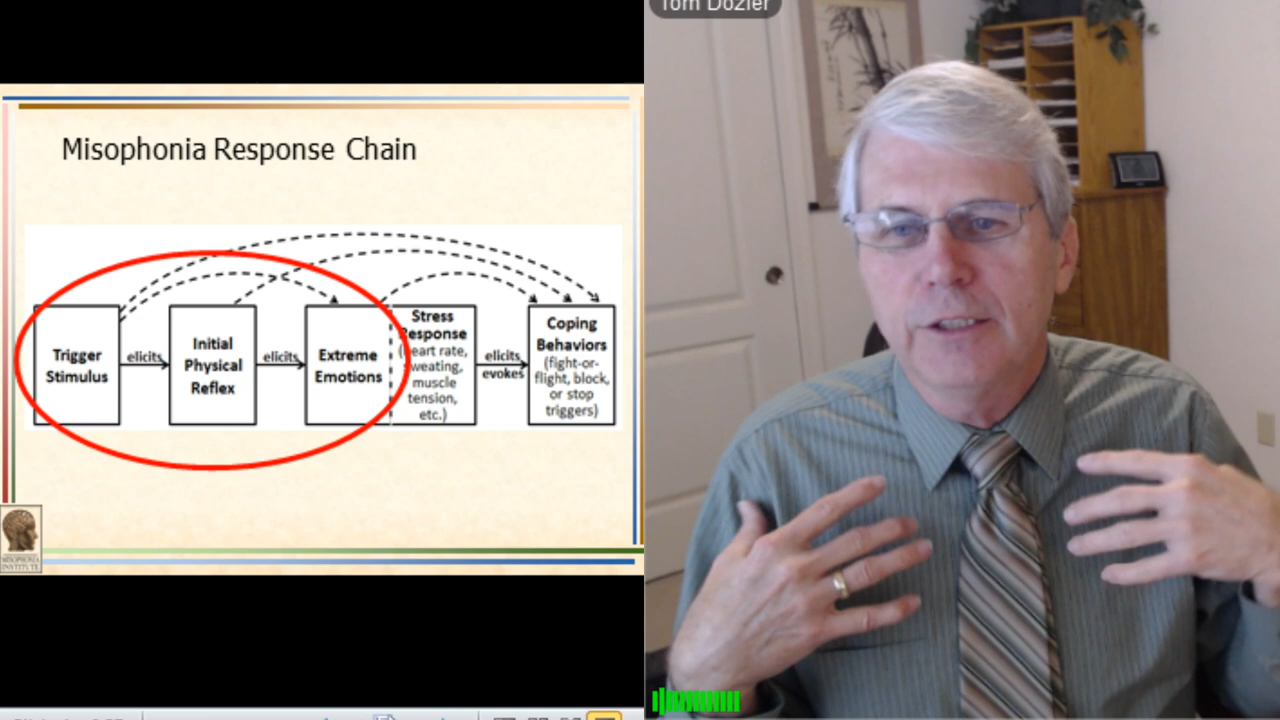 Tom Dozier
Misophonia Response Chain
Trigger
Stimulus
elicits
Initial
Physical
Reflex
elicits
Extreme
Emotions
Stress
Response
(heart rate,
sweating,
muscle
tension,
etc.)
elicits
evokes
Coping
Behaviors
(fight-or-
flight, block,
or stop
triggers)
MISOPHONIA
INSTITUTE